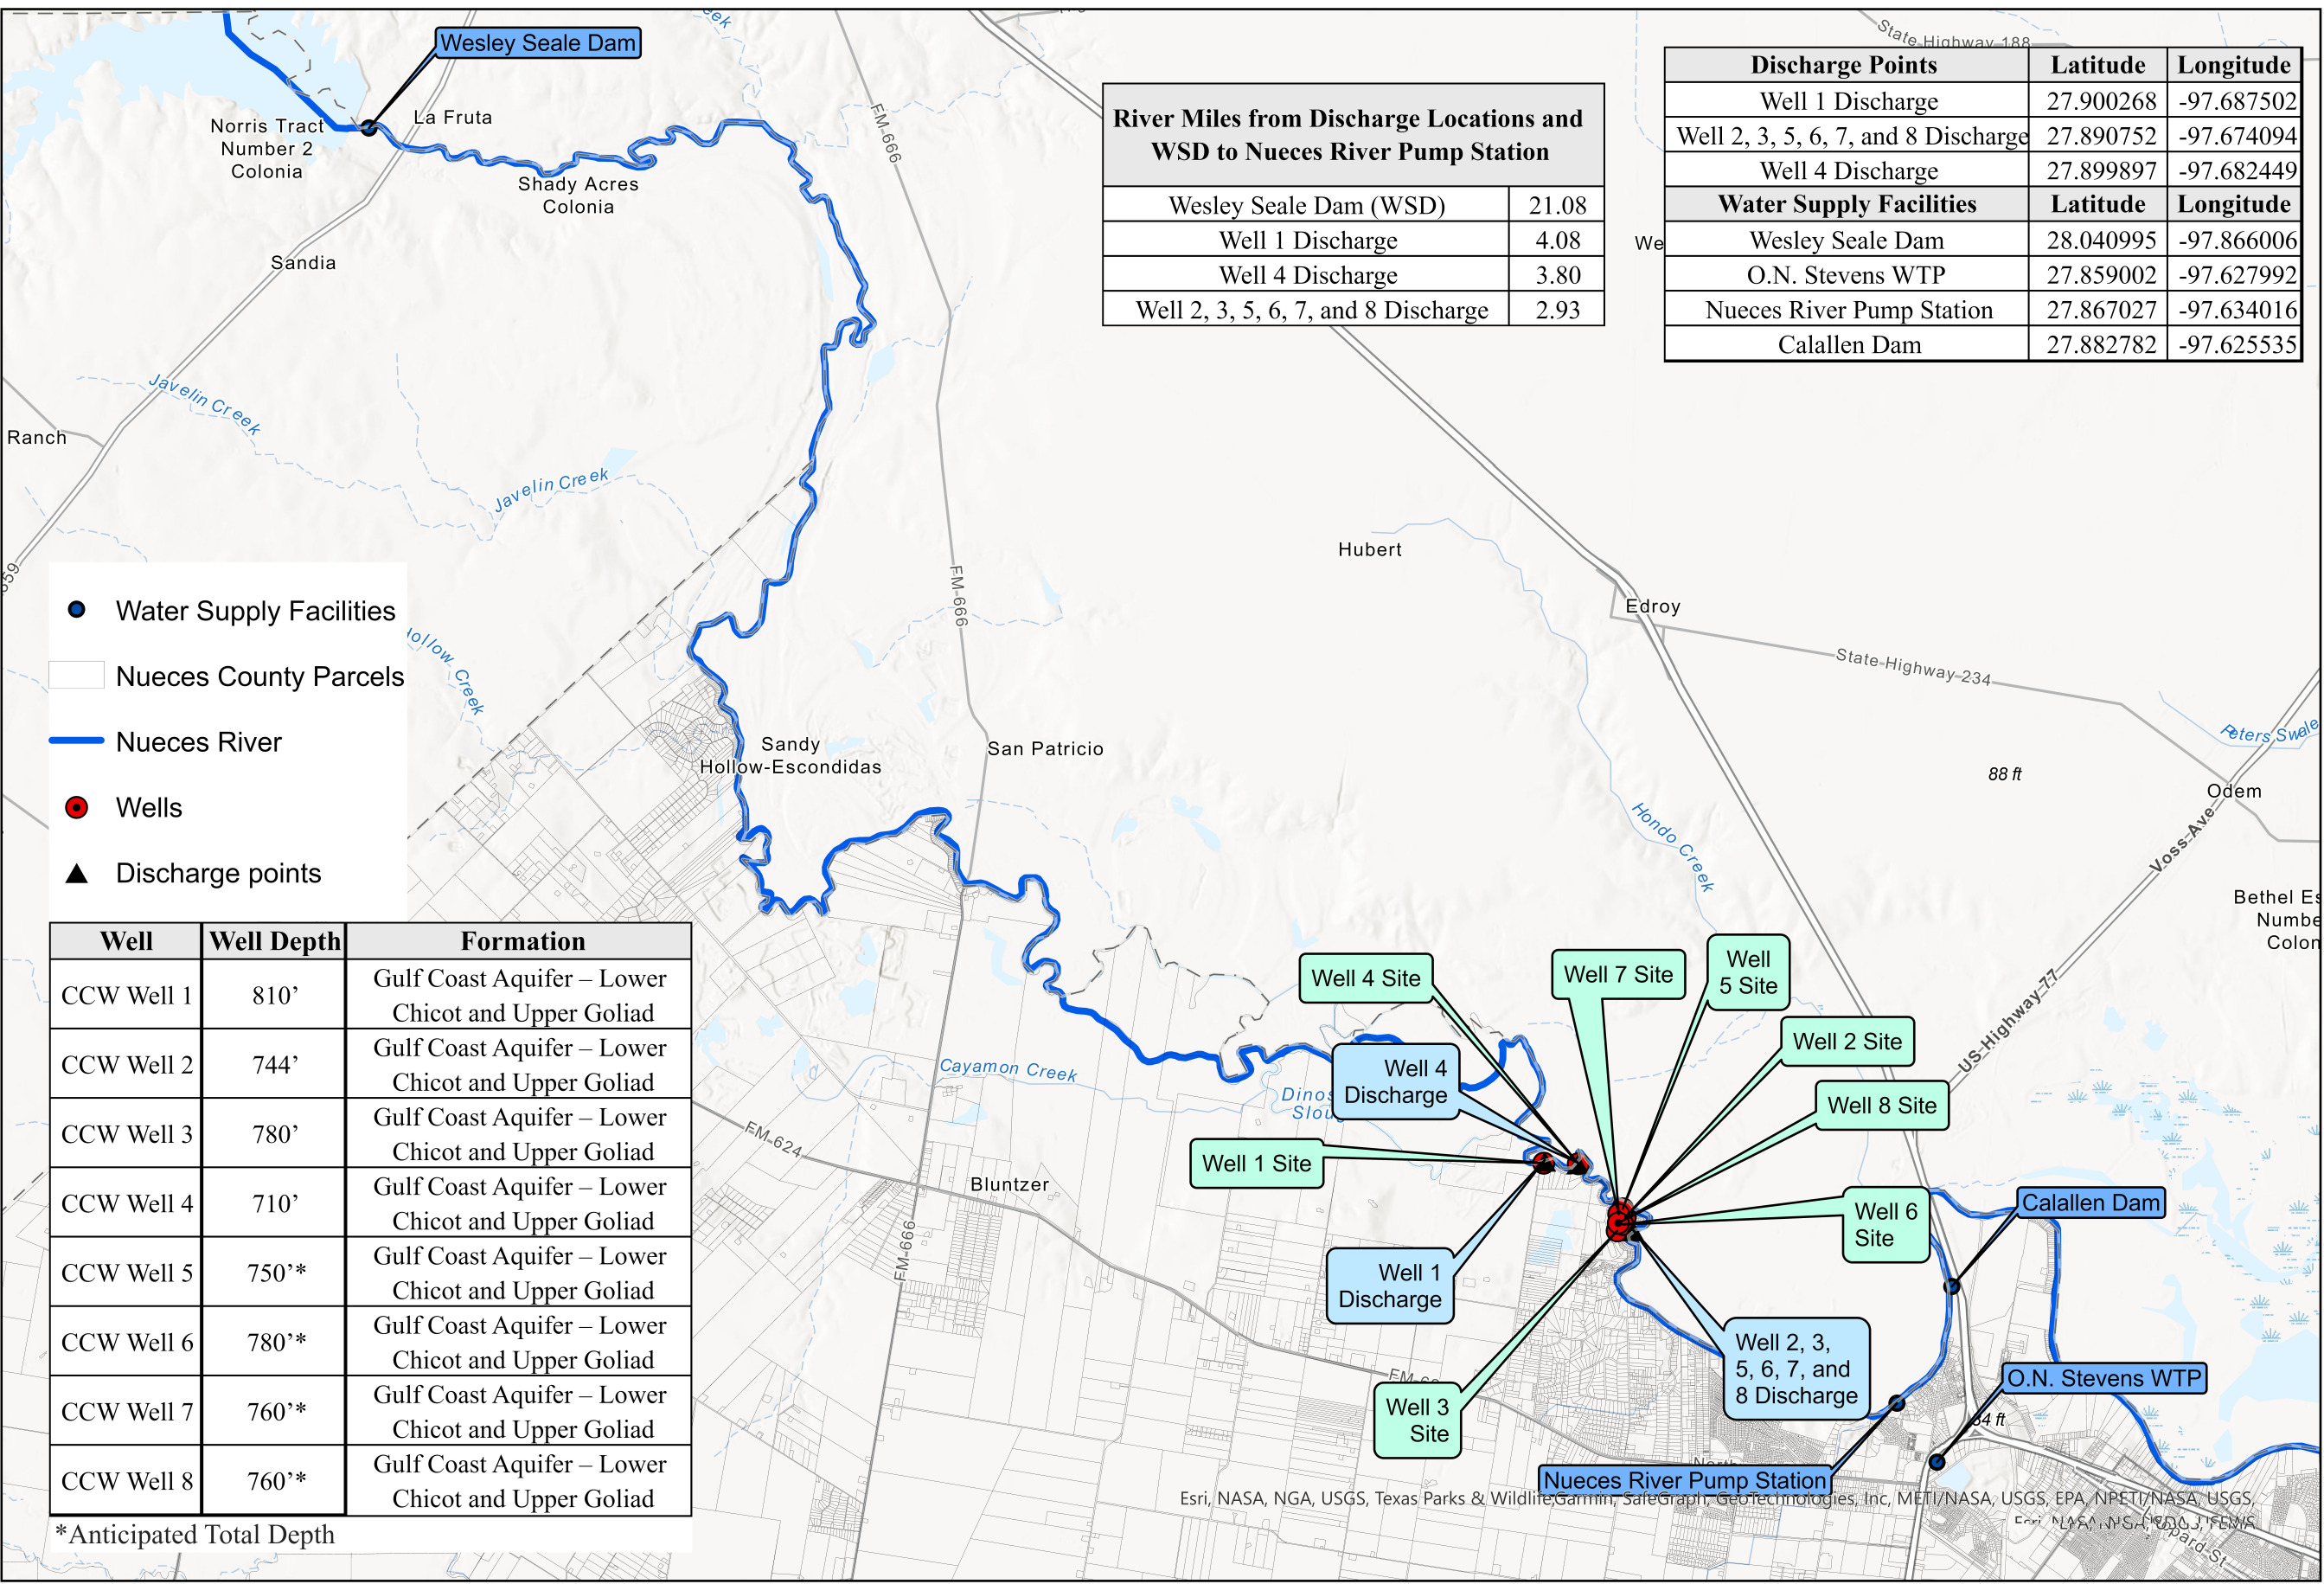 Wesley Seale Dam
La Fruta
Norris Tract
Number 2
Colonia
Shady Acres
Colonia
Sandia
FM-666
State-Highway-188
River Miles from Discharge Locations and
WSD to Nueces River Pump Station
Wesley Seale Dam (WSD) 21.08
Well 1 Discharge 4.08
Well 4 Discharge 3.80
Well 2, 3, 5, 6, 7, and 8 Discharge 2.93
Discharge Points Latitude Longitude
Well 1 Discharge 27.900268 -97.687502
Well 2, 3, 5, 6, 7, and 8 Discharge 27.890752 -97.674094
Well 4 Discharge 27.899897 -97.682449
Water Supply Facilities Latitude Longitude
Wesley Seale Dam 28.040995 -97.866006
O.N. Stevens WTP 27.859002 -97.627992
Nueces River Pump Station 27.867027 -97.634016
Calallen Dam 27.882782 -97.625535
We
Javelin Creek
Ranch
Javelin Creek
Hubert
FM-666
Edroy
State-Highway-234
Hollow Creek
Water Supply Facilities
Nueces County Parcels
Nueces River
Wells
Discharge points
Sandy
Hollow-Escondidas
San Patricio
88 ft
Peters Swale
Odem
Voss-Ave
Hondo Creek
Bethel Es
Numbe
Colon
US-Highway-77
Well Well Depth Formation
CCW Well 1 810’ Gulf Coast Aquifer – Lower
Chicot and Upper Goliad
CCW Well 2 744’ Gulf Coast Aquifer – Lower
Chicot and Upper Goliad
CCW Well 3 780’ Gulf Coast Aquifer – Lower
Chicot and Upper Goliad
CCW Well 4 710’ Gulf Coast Aquifer – Lower
Chicot and Upper Goliad
CCW Well 5 750’* Gulf Coast Aquifer – Lower
Chicot and Upper Goliad
CCW Well 6 780’* Gulf Coast Aquifer – Lower
Chicot and Upper Goliad
CCW Well 7 760’* Gulf Coast Aquifer – Lower
Chicot and Upper Goliad
CCW Well 8 760’* Gulf Coast Aquifer – Lower
Chicot and Upper Goliad
*Anticipated Total Depth
Well 4 Site
Well 7 Site
Well
5 Site
Well 2 Site
Well 8 Site
Well 4
Discharge
Cayamon Creek
FM-624
Bluntzer
Well 1 Site
Well 6
Site
Calallen Dam
FM-666
Well 1
Discharge
Well 2, 3,
5, 6, 7, and
8 Discharge
Well 3
Site
O.N. Stevens WTP
Nueces River Pump Station
Esri, NASA, NGA, USGS, Texas Parks & Wildlife, Garmin, SafeGraph, GeoTechnologies, Inc, METI/NASA, USGS, EPA, NPETI/NASA, USGS,